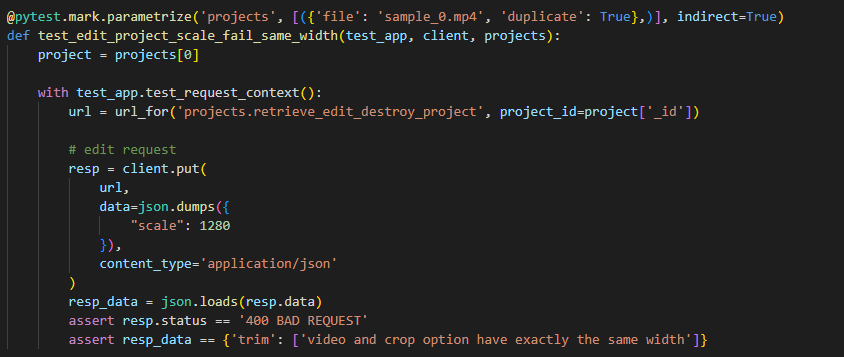 @pytest.mark.parametrize('projects', [({'file': 'sample_0.mp4', 'duplicate': True},)], indirect=True)
def test_edit_project_scale_fail_same_width(test_app, client, projects):
    project = projects[0]

    with test_app.test_request_context():
        url = url_for('projects.retrieve_edit_destroy_project', project_id=project['_id'])

        # edit request
        resp = client.put(
            url,
            data=json.dumps({
                "scale": 1280
            }),
            content_type='application/json'
        )
        resp_data = json.loads(resp.data)
        assert resp.status == '400 BAD REQUEST'
        assert resp_data == {'trim': ['video and crop option have exactly the same width']}